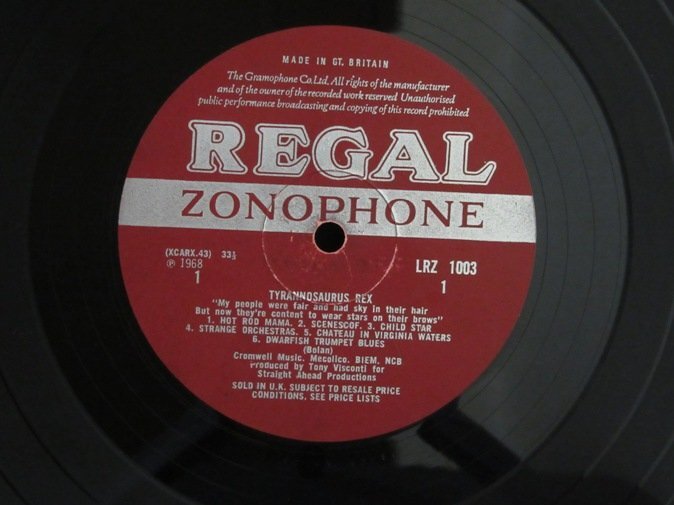 MADE IN GT. BRITAIN
The Gramophone Co. Ltd. All rights of the manufacturer
and of the owner of the recorded work reserved Unauthorised
public performance broadcasting and copying of this record prohibited
REGAL
ZONOPHONE
(XCARX.43) 33⅓
℗ 1968
1
LRZ 1003
1
TYRANNOSAURUS REX
"My people were fair and had sky in their hair
But now they're content to wear stars on their brows"
1. HOT ROD MAMA. 2. SCENESCOF. 3. CHILD STAR
4. STRANGE ORCHESTRAS. 5. CHATEAU IN VIRGINIA WATERS
6. DWARFISH TRUMPET BLUES
(Bolan)
Cromwell Music. Mecolico. BIEM, NCB
Produced by Tony Visconti for
Straight Ahead Productions
SOLD IN U.K. SUBJECT TO RESALE PRICE
CONDITIONS, SEE PRICE LISTS